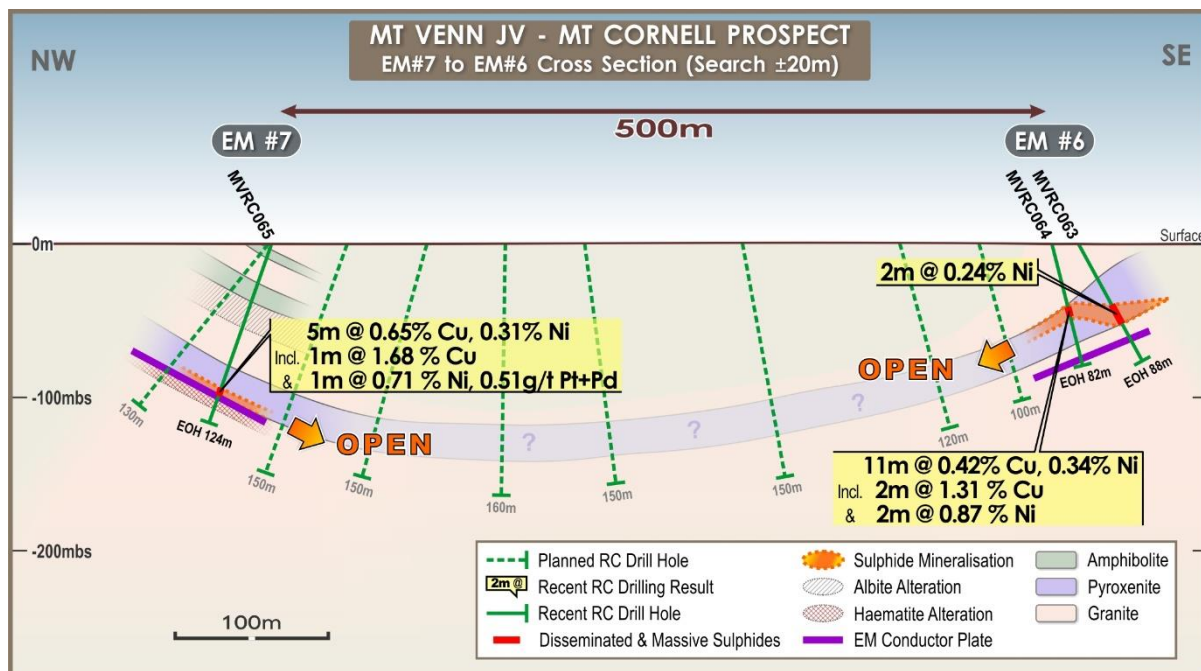 MT VENN JV - MT CORNELL PROSPECT
EM#7 to EM#6 Cross Section (Search ±20m)
NW
SE
500m
EM #7
EM #6
MVRC065
MVRC064
MVRC063
0m
Surface
2m @ 0.24% Ni
5m @ 0.65% Cu, 0.31% Ni
Incl. 1m @ 1.68 % Cu
& 1m @ 0.71 % Ni, 0.51g/t Pt+Pd
OPEN
OPEN
-100mbs
EOH 82m
EOH 88m
130m
EOH 124m
? ? ?
100m
120m
150m
150m
160m
150m
150m
11m @ 0.42% Cu, 0.34% Ni
Incl. 2m @ 1.31 % Cu
& 2m @ 0.87 % Ni
-200mbs
Planned RC Drill Hole
2m @
Recent RC Drilling Result
Recent RC Drill Hole
Disseminated & Massive Sulphides
Sulphide Mineralisation
Albite Alteration
Haematite Alteration
EM Conductor Plate
Amphibolite
Pyroxenite
Granite
100m